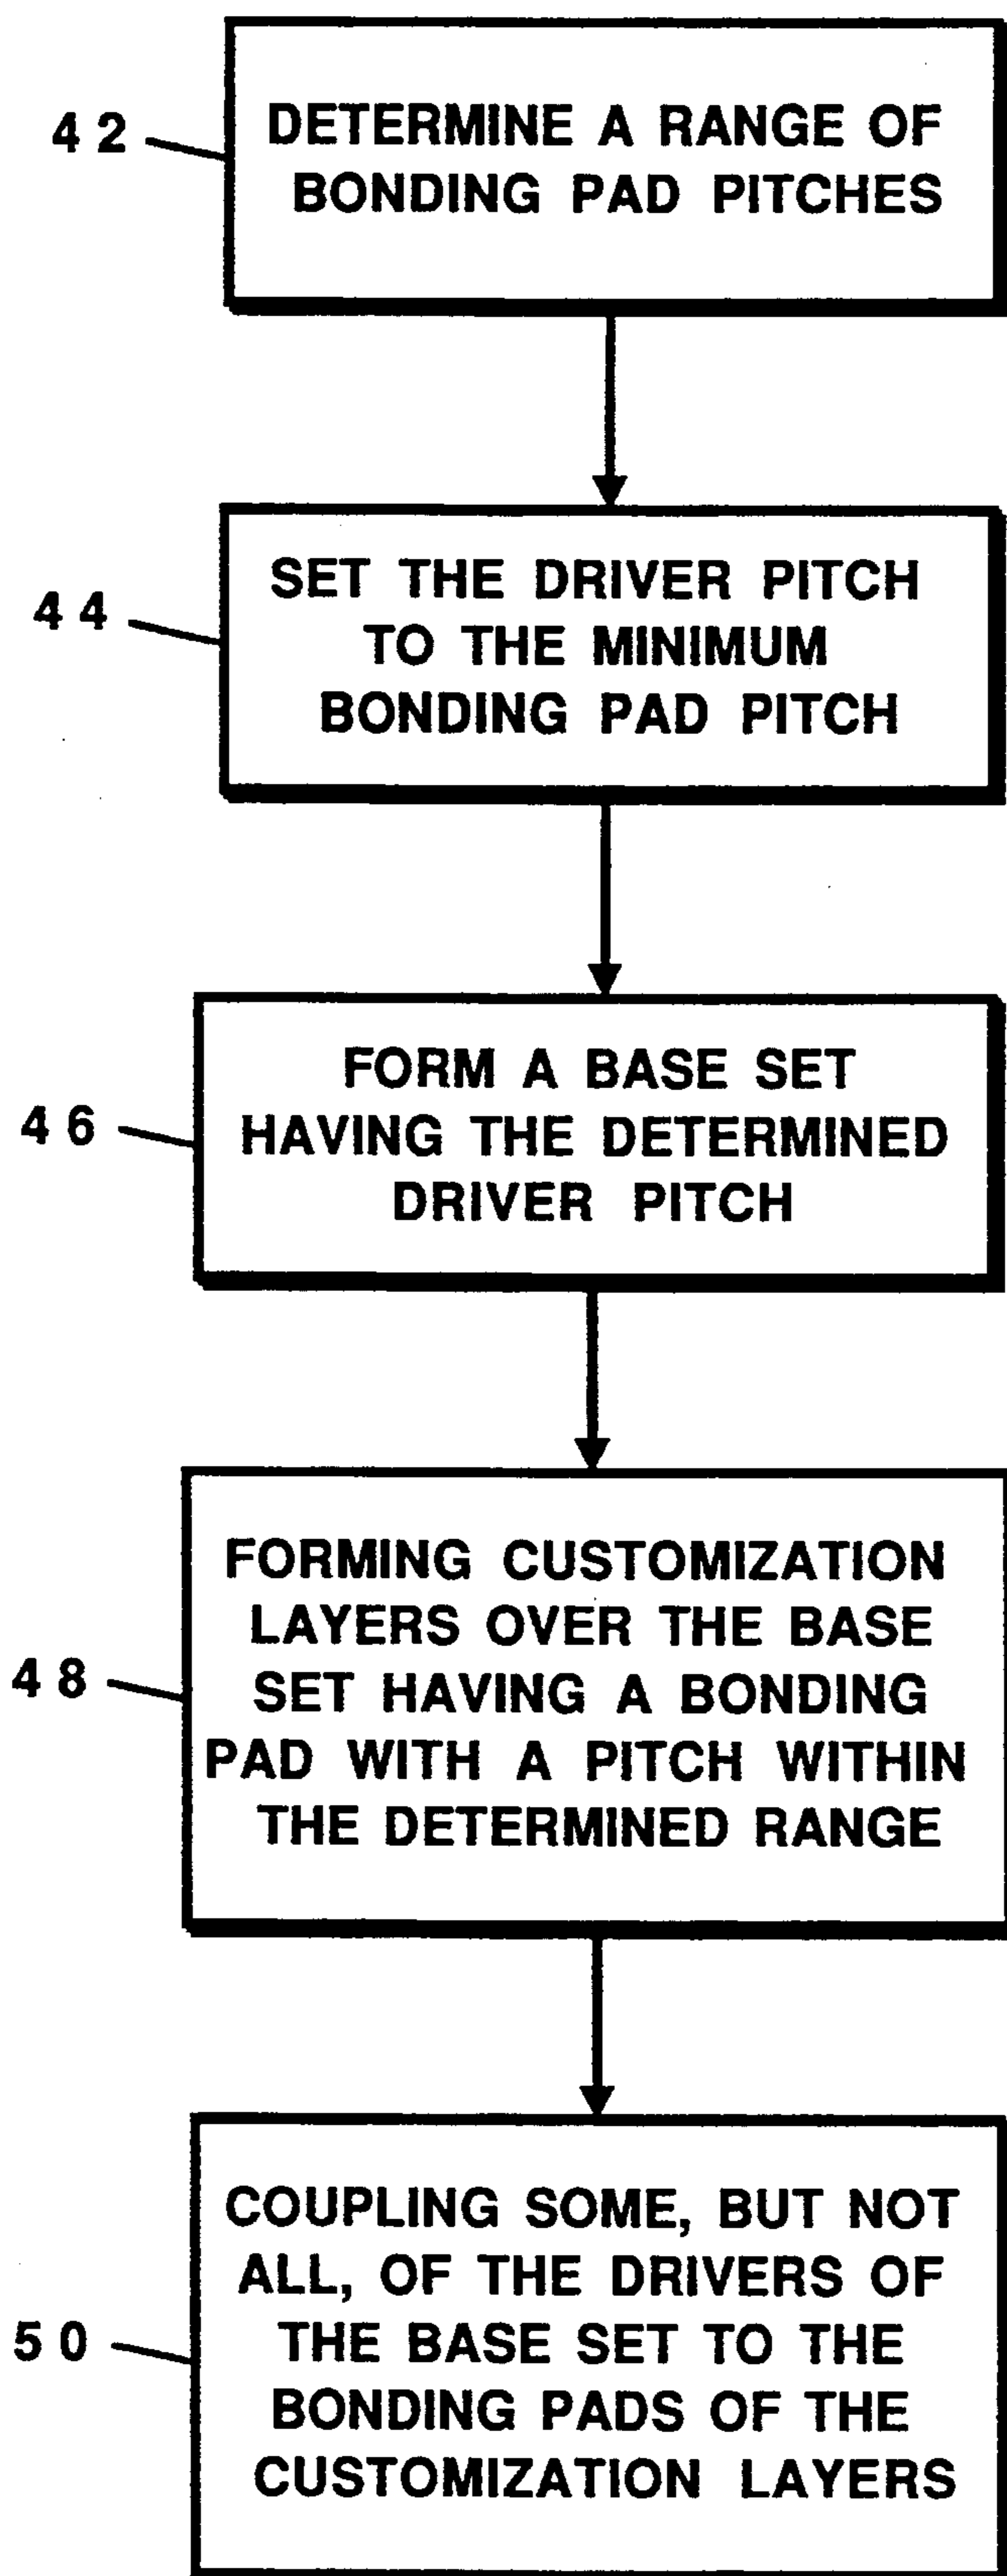 42
DETERMINE A RANGE OF
BONDING PAD PITCHES
44
SET THE DRIVER PITCH
TO THE MINIMUM
BONDING PAD PITCH
46
FORM A BASE SET
HAVING THE DETERMINED
DRIVER PITCH
48
FORMING CUSTOMIZATION
LAYERS OVER THE BASE
SET HAVING A BONDING
PAD WITH A PITCH WITHIN
THE DETERMINED RANGE
50
COUPLING SOME, BUT NOT
ALL, OF THE DRIVERS OF
THE BASE SET TO THE
BONDING PADS OF THE
CUSTOMIZATION LAYERS